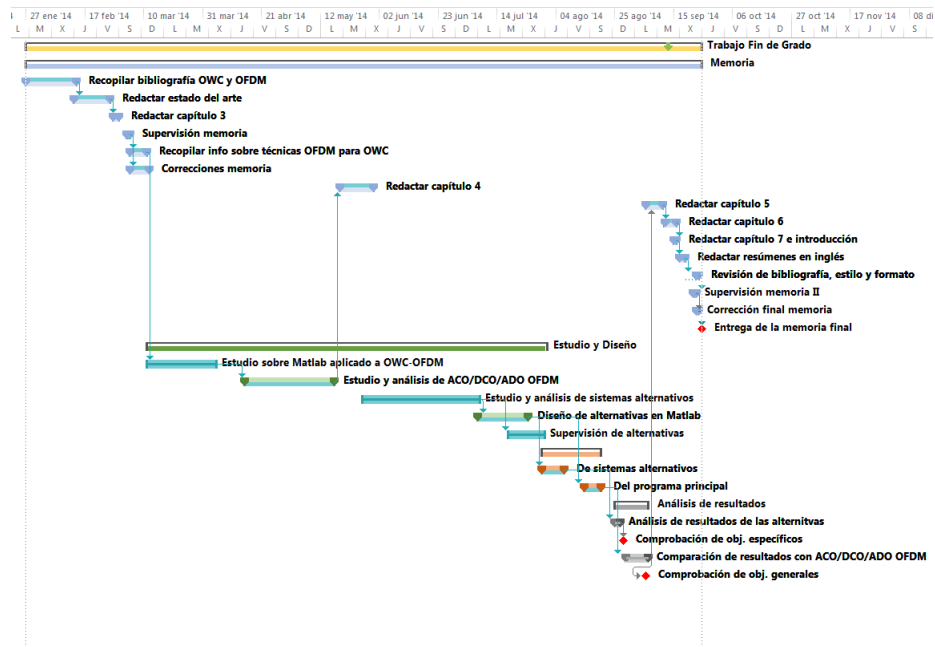 27 ene '14 17 feb '14 10 mar '14 31 mar '14 21 abr '14 12 may '14 02 jun '14 23 jun '14 14 jul '14 04 ago '14 25 ago '14 15 sep '14 06 oct '14 27 oct '14 17 nov '14 08 di
L M X J V S D L M X J V S D L M X J V S D L M X J V S D L M X J V S D L M X J V
Trabajo Fin de Grado
Memoria
Recopilar bibliografía OWC y OFDM
Redactar estado del arte
Redactar capítulo 3
Supervisión memoria
Recopilar info sobre técnicas OFDM para OWC
Correcciones memoria
Redactar capítulo 4
Redactar capítulo 5
Redactar capítulo 6
Redactar capítulo 7 e introducción
Redactar resúmenes en inglés
Revisión de bibliografía, estilo y formato
Supervisión memoria II
Corrección final memoria
Entrega de la memoria final
Estudio y Diseño
Estudio sobre Matlab aplicado a OWC-OFDM
Estudio y análisis de ACO/DCO/ADO OFDM
Estudio y análisis de sistemas alternativos
Diseño de alternativas en Matlab
Supervisión de alternativas
De sistemas alternativos
Del programa principal
Análisis de resultados
Análisis de resultados de las alternitvas
Comprobación de obj. específicos
Comparación de resultados con ACO/DCO/ADO OFDM
Comprobación de obj. generales